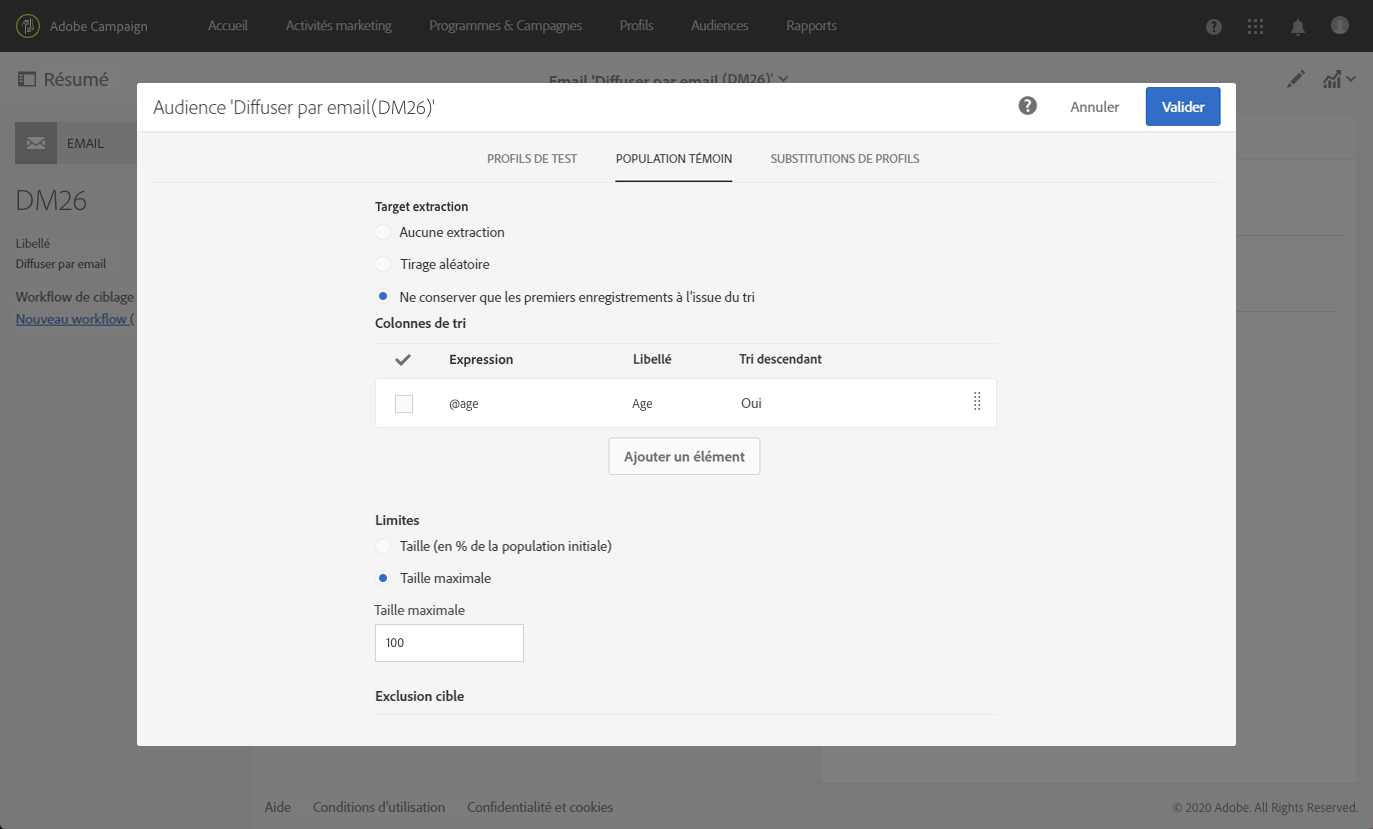 Adobe Campaign Accueil Activités marketing Programmes & Campagnes Profils Audiences Rapports
Résumé Email 'Diffuser par email (DM26)'
Audience 'Diffuser par email(DM26)' Annuler Valider
EMAIL
PROFILS DE TEST POPULATION TÉMOIN SUBSTITUTIONS DE PROFILS
DM26
Libellé
Diffuser par email
Workflow de ciblage
Nouveau workflow (
Target extraction
Aucune extraction
Tirage aléatoire
Ne conserver que les premiers enregistrements à l'issue du tri
Colonnes de tri
Expression Libellé Tri descendant
@age Age Oui
Ajouter un élément
Limites
Taille (en % de la population initiale)
Taille maximale
Taille maximale
100
Exclusion cible
Aide Conditions d'utilisation Confidentialité et cookies © 2020 Adobe. All Rights Reserved.